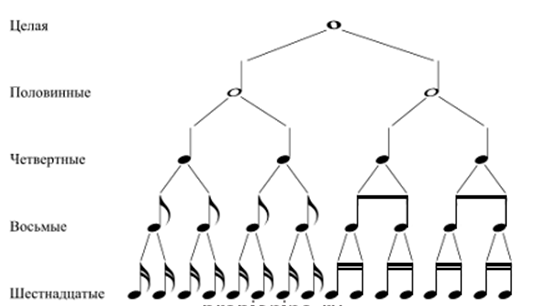 Целая
Половинные
Четвертные
Восьмые
Шестнадцатые